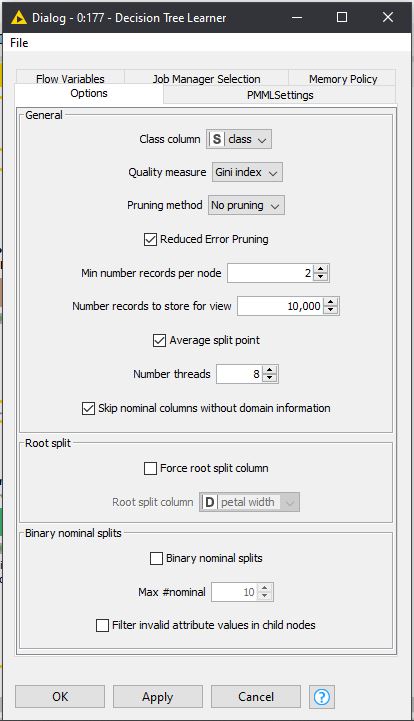 Dialog - 0:177 - Decision Tree Learner
File
Flow Variables Job Manager Selection Memory Policy
Options PMMLSettings
General
Class column S class
Quality measure Gini index
Pruning method No pruning
Reduced Error Pruning
Min number records per node 2
Number records to store for view 10,000
Average split point
Number threads 8
Skip nominal columns without domain information
Root split
Force root split column
Root split column D petal width
Binary nominal splits
Binary nominal splits
Max #nominal 10
Filter invalid attribute values in child nodes
OK Apply Cancel ?